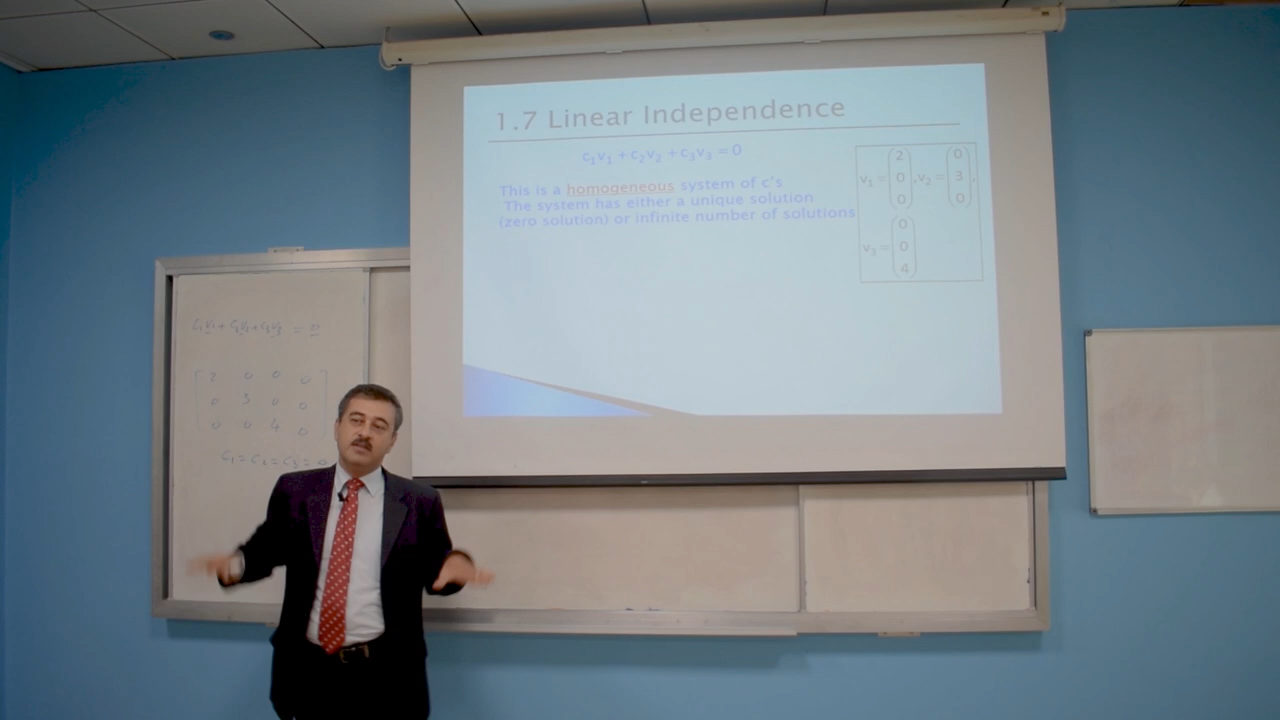 1.7 Linear Independence
c₁v₁ + c₂v₂ + c₃v₃ = 0
This is a homogeneous system of c's
The system has either a unique solution
(zero solution) or infinite number of solutions
v₁ = (2 0 0), v₂ = (0 3 0),
v₃ = (0 0 4)
c₁v₁ + c₂v₂ + c₃v₃ = 0
2 0 0 0
0 3 0 0
0 0 4 0
c₁ = c₂ = c₃ = 0